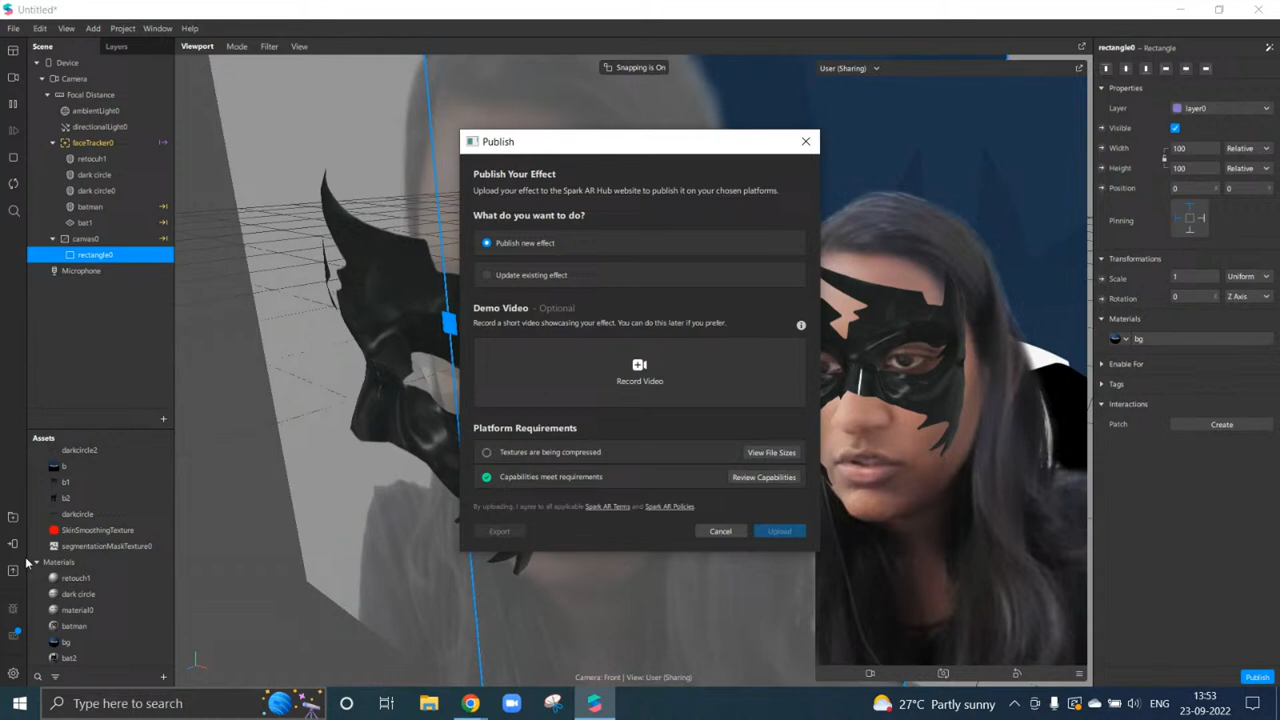 Untitled*
File Edit View Add Project Window Help
Scene Layers
Viewport Mode Filter View
rectangle0 – Rectangle
Device
Camera
Focal Distance
ambientLight0
directionalLight0
faceTracker0
retocuh1
dark circle
dark circle0
batman
bat1
canvas0
rectangle0
Microphone
Assets
darkcircle2
b
b1
b2
darkcircle
SkinSmoothingTexture
segmentationMaskTexture0
Materials
retouch1
dark circle
material0
batman
bg
bat2
Snapping is On
User (Sharing)
Publish
Publish Your Effect
Upload your effect to the Spark AR Hub website to publish it on your chosen platforms.
What do you want to do?
Publish new effect
Update existing effect
Demo Video - Optional
Record a short video showcasing your effect. You can do this later if you prefer.
Record Video
Platform Requirements
Textures are being compressed View File Sizes
Capabilities meet requirements Review Capabilities
By uploading, I agree to all applicable Spark AR Terms and Spark AR Policies.
Export Cancel Upload
Camera: Front | View: User (Sharing)
Properties
Layer layer0
Visible
Width 100 Relative
Height 100 Relative
Position 0 0
Pinning
Transformations
Scale 1 Uniform
Rotation 0 Z Axis
Materials
bg
Enable For
Tags
Interactions
Patch Create
Publish
Type here to search
27°C Partly sunny
ENG
13:53
23-09-2022